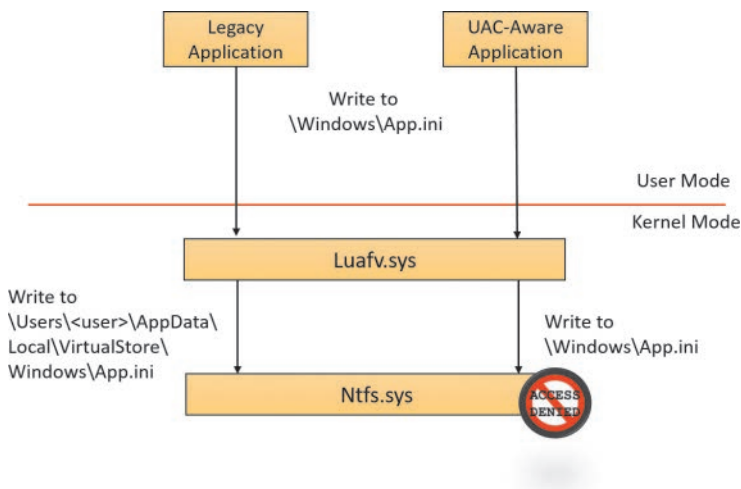 Legacy
Application
UAC-Aware
Application
Write to
\Windows\App.ini
User Mode
Kernel Mode
Luafv.sys
Write to
\Users\<user>\AppData\
Local\VirtualStore\
Windows\App.ini
Write to
\Windows\App.ini
Ntfs.sys
ACCESS
DENIED